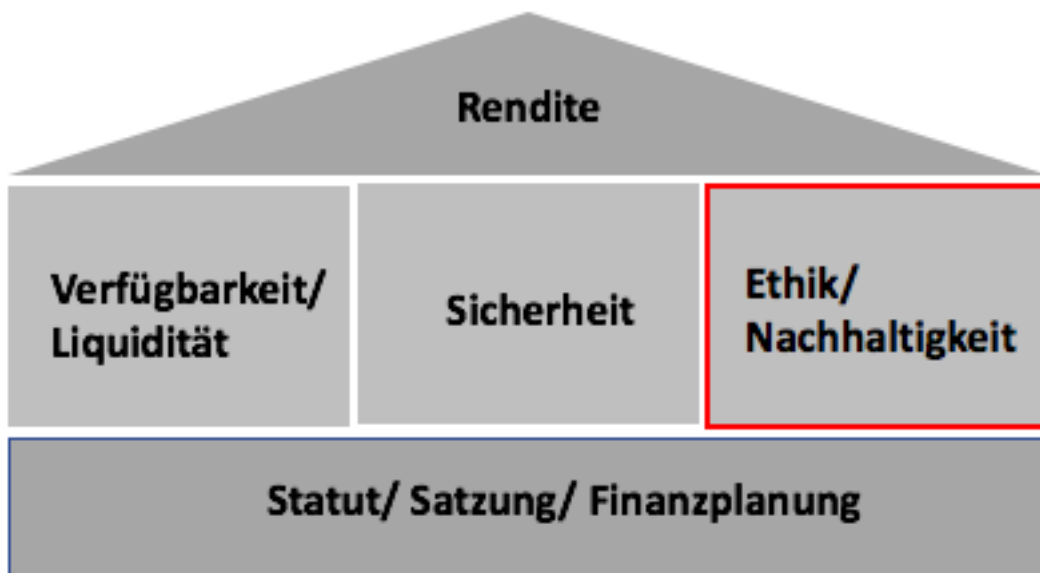 Rendite
Verfügbarkeit/
Liquidität
Sicherheit
Ethik/
Nachhaltigkeit
Statut/ Satzung/ Finanzplanung